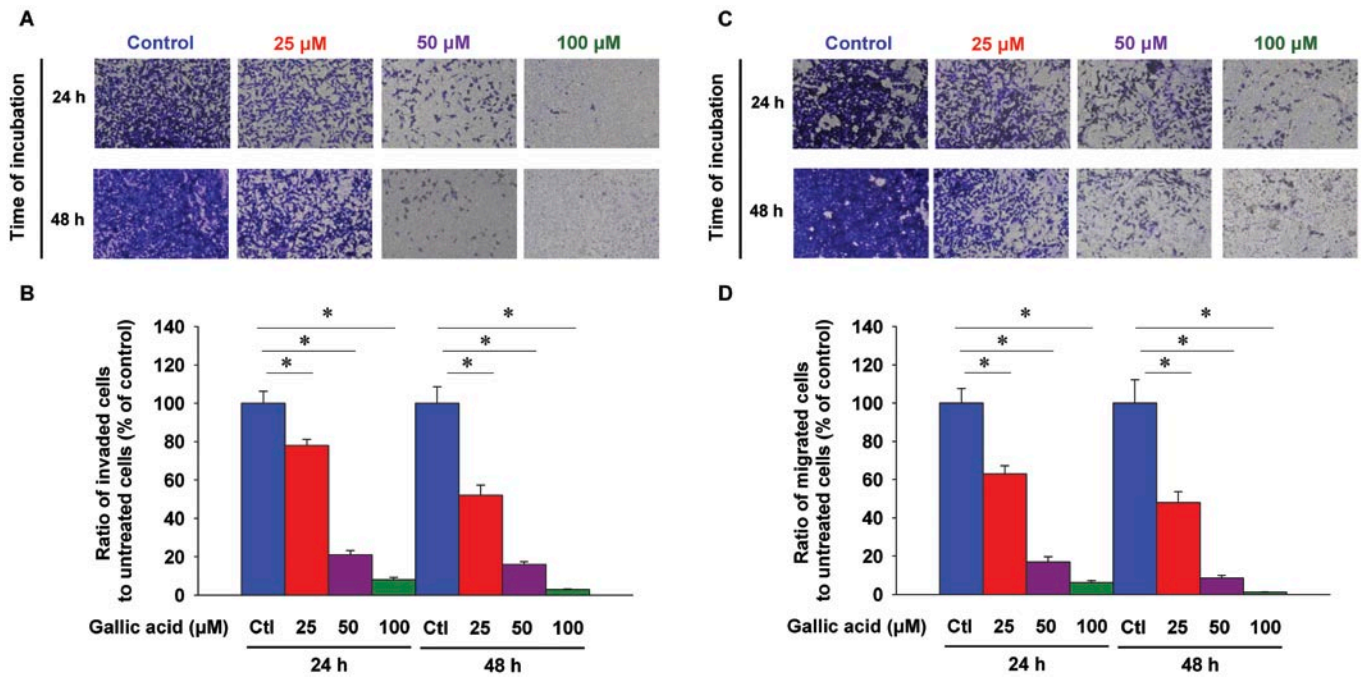 A
Control 25 µM 50 µM 100 µM
Time of incubation
24 h
48 h
B
Ratio of invaded cells
to untreated cells (% of control)
140
120
100
80
60
40
20
0
* * * * * *
Gallic acid (µM) Ctl 25 50 100 Ctl 25 50 100
24 h 48 h
C
Control 25 µM 50 µM 100 µM
Time of incubation
24 h
48 h
D
Ratio of migrated cells
to untreated cells (% of control)
140
120
100
80
60
40
20
0
* * * * * *
Gallic acid (µM) Ctl 25 50 100 Ctl 25 50 100
24 h 48 h